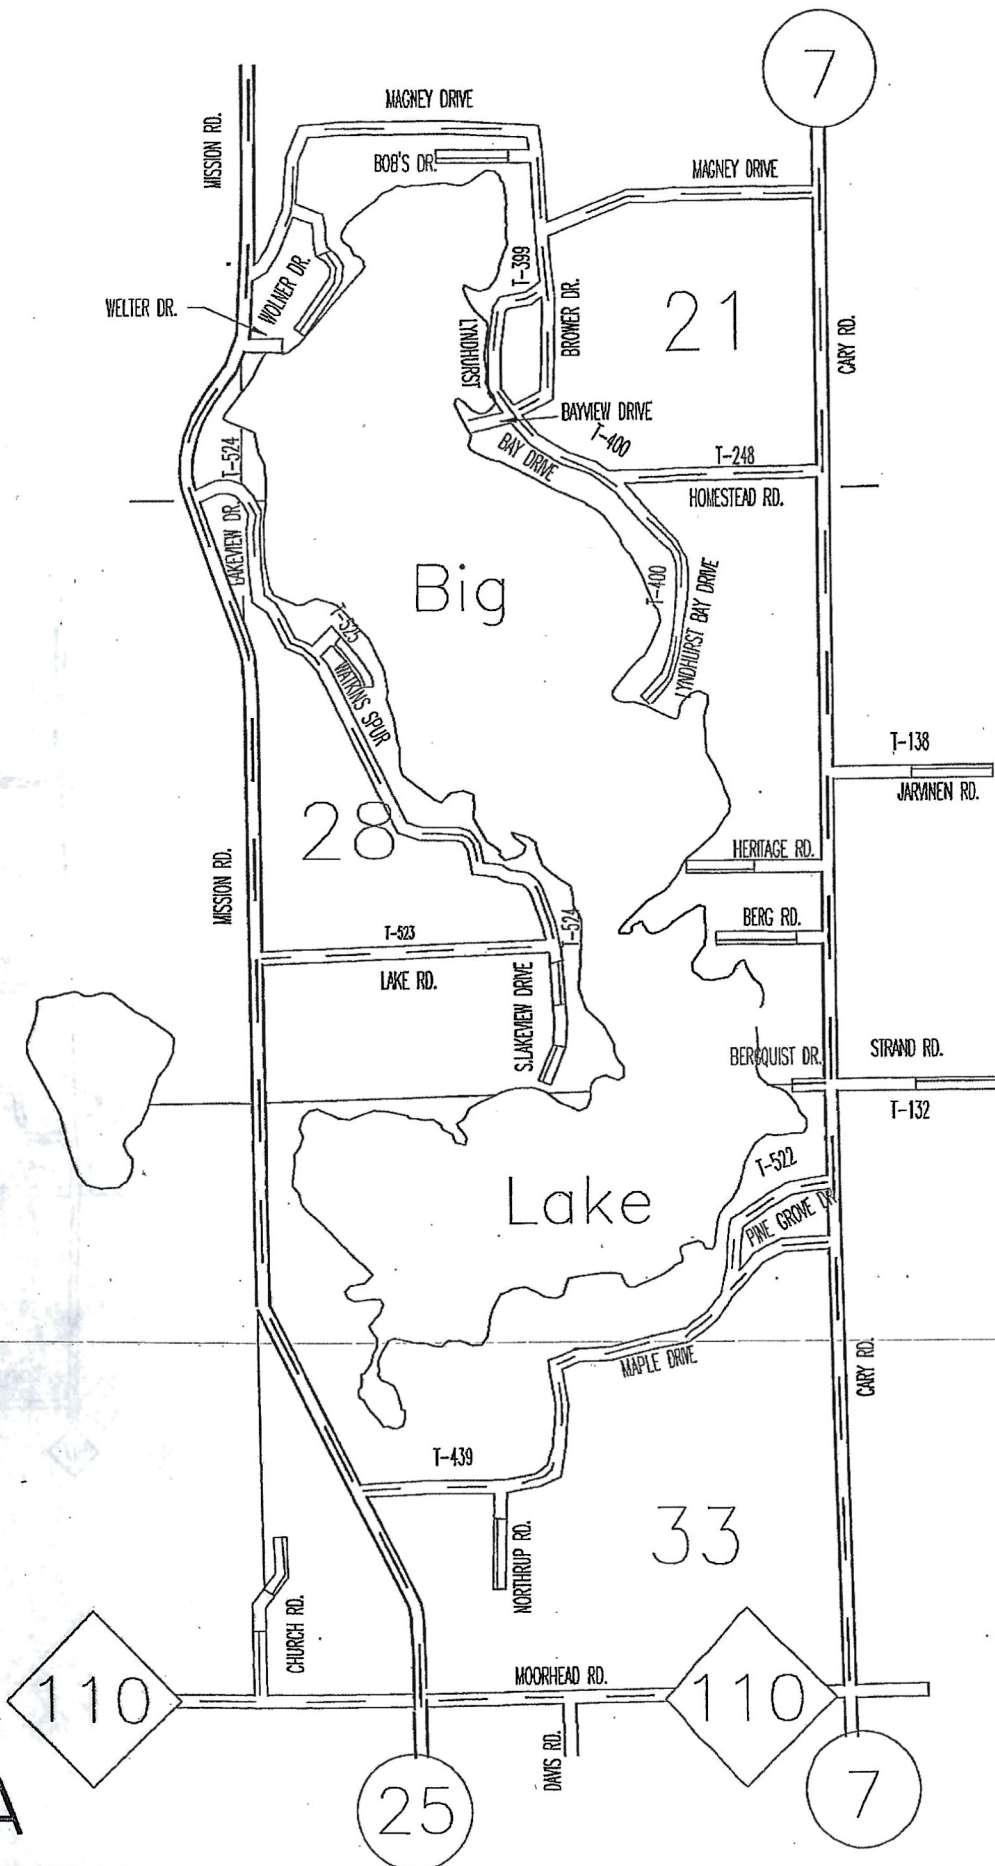 7
MAGNEY DRIVE
MISSION RD.
BOB'S DR.
MAGNEY DRIVE
T-399
WOLNER DR.
WELTER DR.
BROWER DR.
21
LYNDHURST
CARY RD.
BAYVIEW DRIVE
T-400
BAY DRIVE
T-248
T-524
HOMESTEAD RD.
LAKEVIEW DR.
Big
T-400
LYNDHURST BAY DRIVE
T-525
WATKINS SPUR
T-138
JARVINEN RD.
28
HERITAGE RD.
MISSION RD.
BERG RD.
T-524
T-523
LAKE RD.
S.LAKEVIEW DRIVE
BERGQUIST DR.
STRAND RD.
T-132
T-522
Lake
PINE GROVE DR.
MAPLE DRIVE
CARY RD.
T-439
33
NORTHRUP RD.
CHURCH RD.
MOORHEAD RD.
110
110
DAVIS RD.
25
7
A